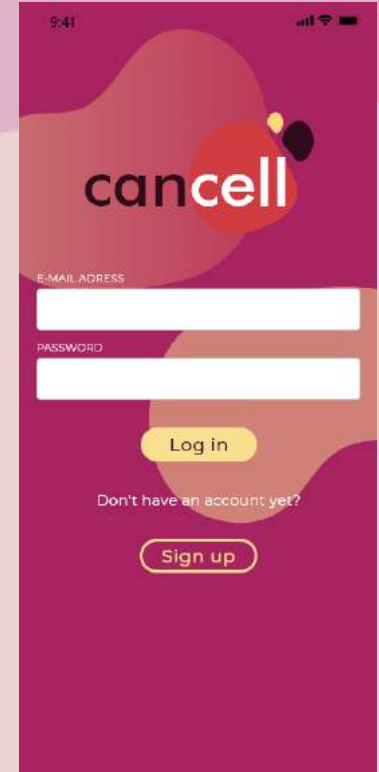 9:41
cancell
E-MAIL ADRESS
PASSWORD
Log in
Don't have an account yet?
Sign up